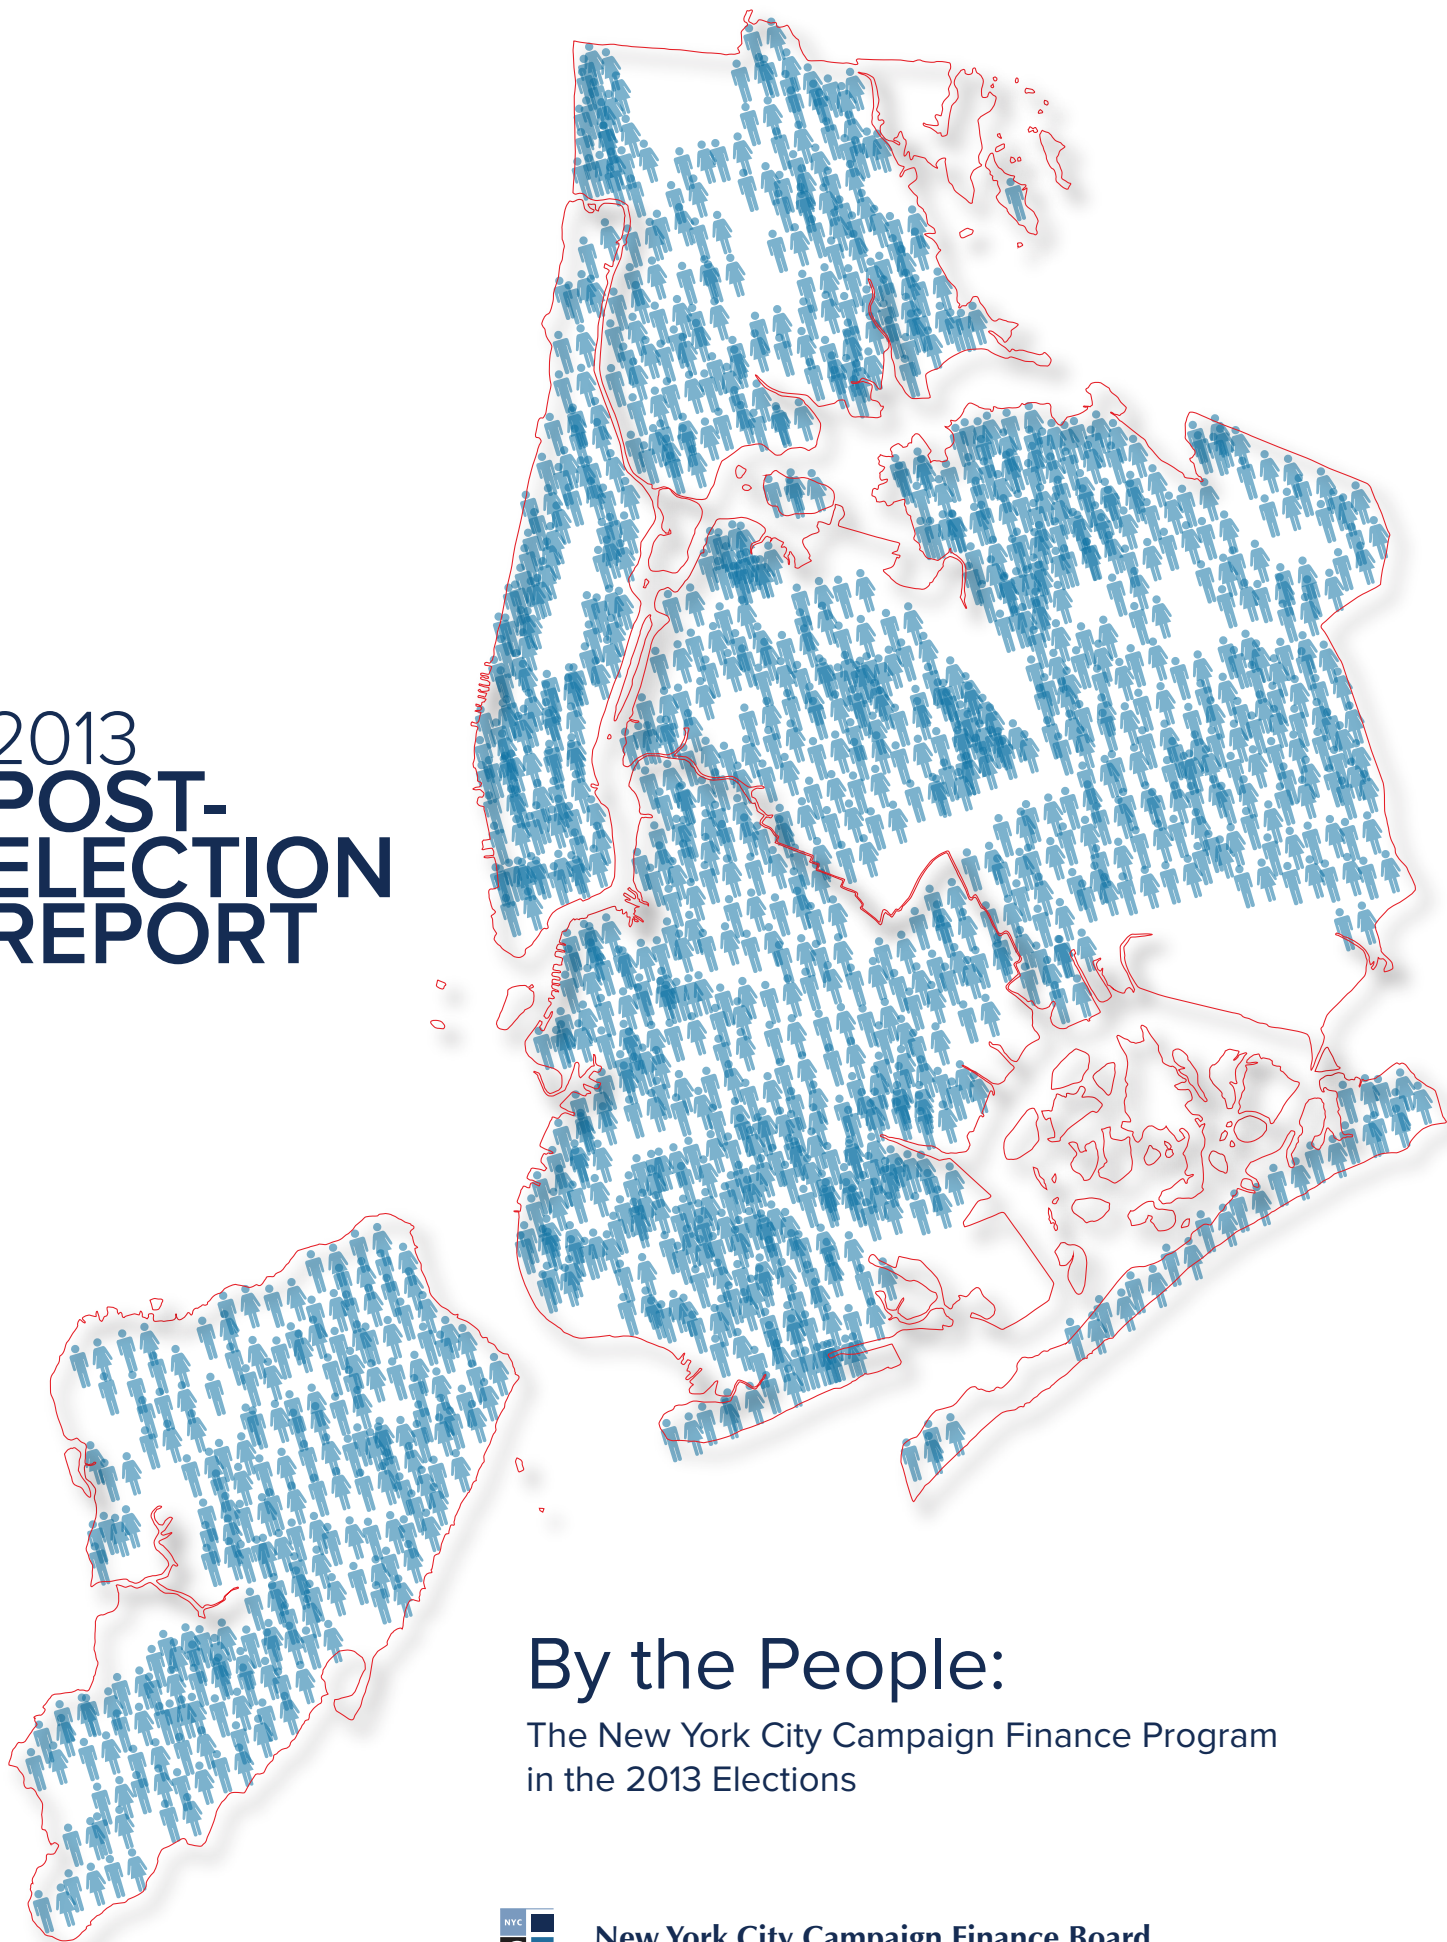 2013
POST-
ELECTION
REPORT
By the People:
The New York City Campaign Finance Program
in the 2013 Elections
NYC
New York City Campaign Finance Board